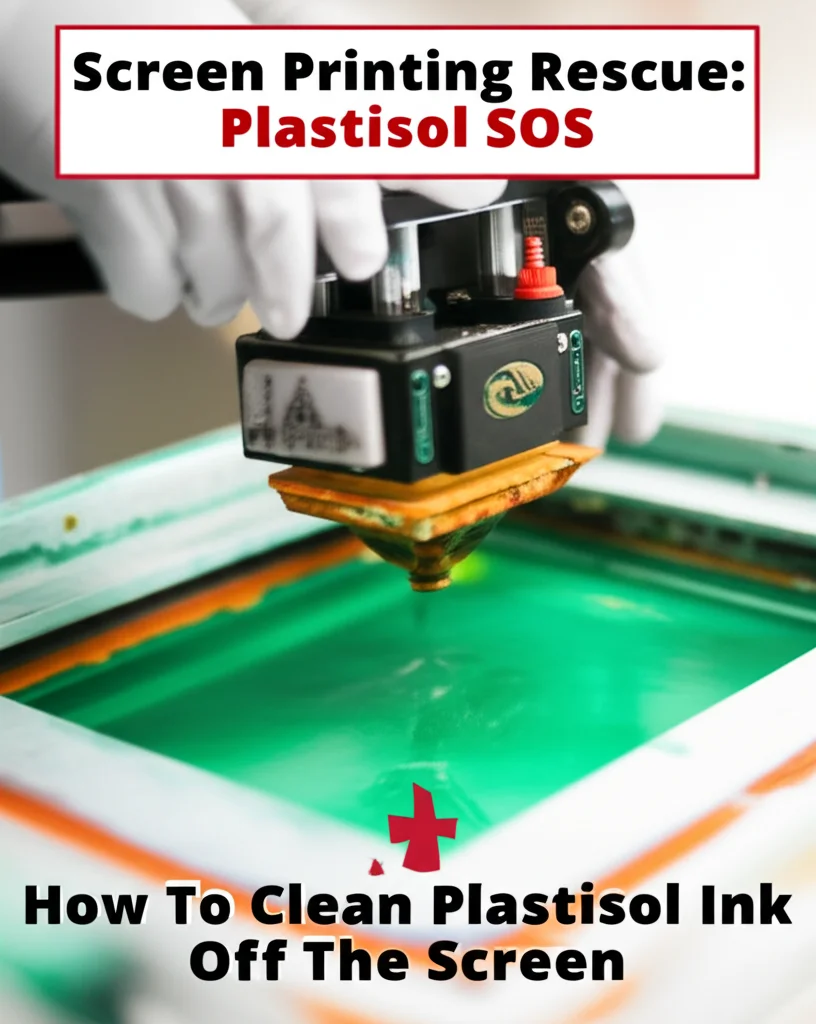 Screen Printing Rescue:
Plastisol SOS
How To Clean Plastisol Ink
Off The Screen